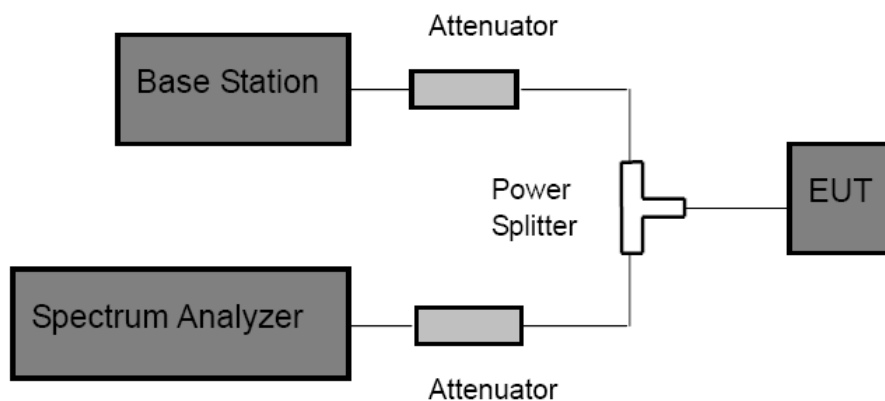 Attenuator
Base Station
Power
Splitter
EUT
Spectrum Analyzer
Attenuator